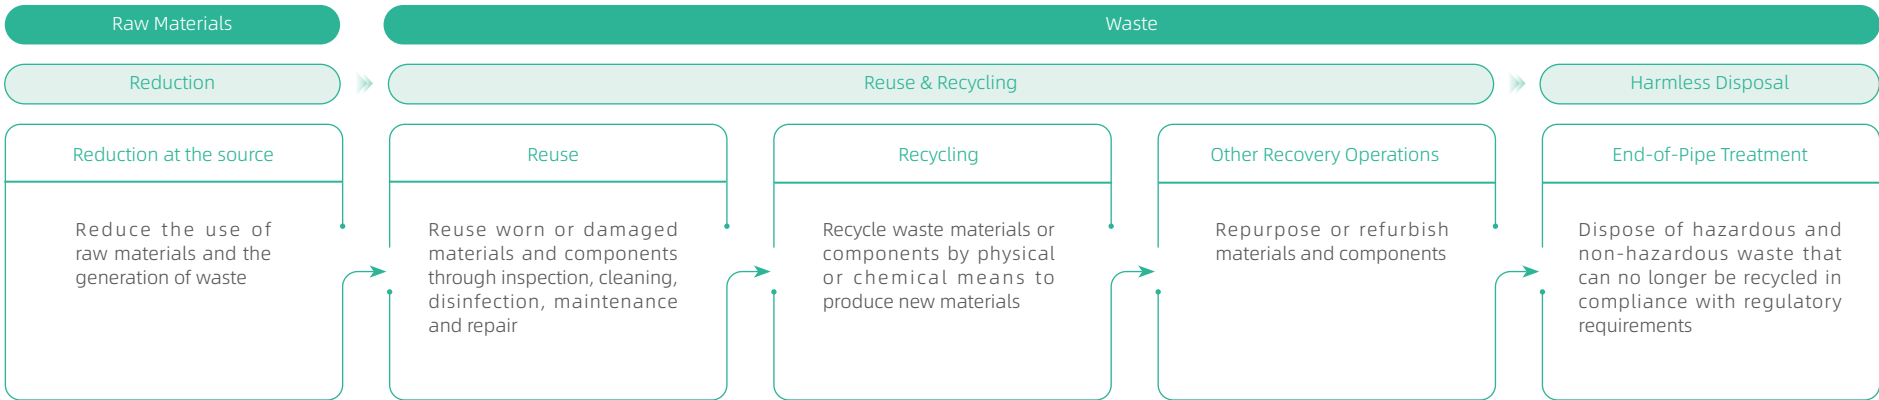 Raw Materials
Waste
Reduction
Reuse & Recycling
Harmless Disposal
Reduction at the source
Reduce the use of
raw materials and the
generation of waste
Reuse
Reuse worn or damaged
materials and components
through inspection, cleaning,
disinfection, maintenance
and repair
Recycling
Recycle waste materials or
components by physical
or chemical means to
produce new materials
Other Recovery Operations
Repurpose or refurbish
materials and components
End-of-Pipe Treatment
Dispose of hazardous and
non-hazardous waste that
can no longer be recycled in
compliance with regulatory
requirements